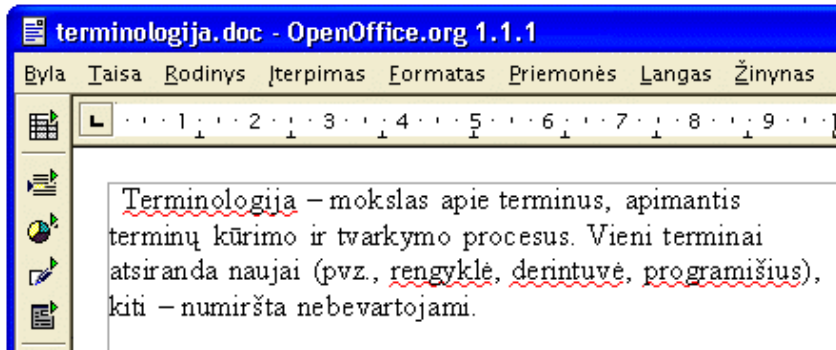 terminologija.doc - OpenOffice.org 1.1.1
Byla Taisa Rodinys Įterpimas Formatas Priemonės Langas Žinynas
1 2 3 4 5 6 7 8 9
Terminologija – mokslas apie terminus, apimantis
terminų kūrimo ir tvarkymo procesus. Vieni terminai
atsiranda naujai (pvz., rengyklė, derintuvė, programišius),
kiti – numiršta nebevartojami.